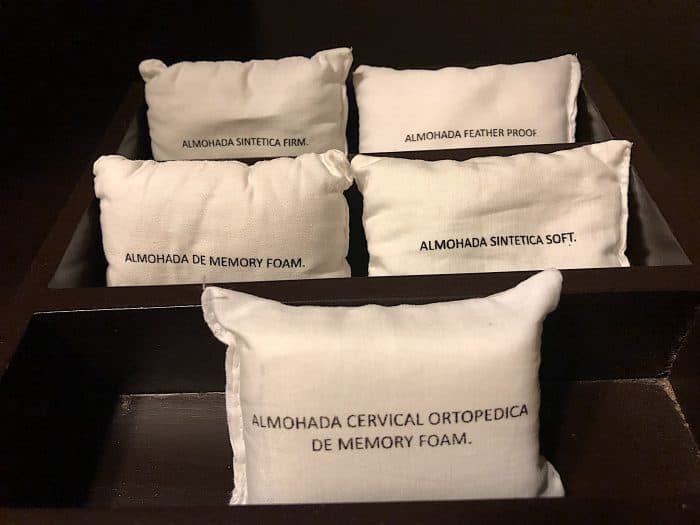 ALMOHADA SINTETICA FIRM.
ALMOHADA FEATHER PROOF
ALMOHADA DE MEMORY FOAM.
ALMOHADA SINTETICA SOFT.
ALMOHADA CERVICAL ORTOPEDICA
DE MEMORY FOAM.